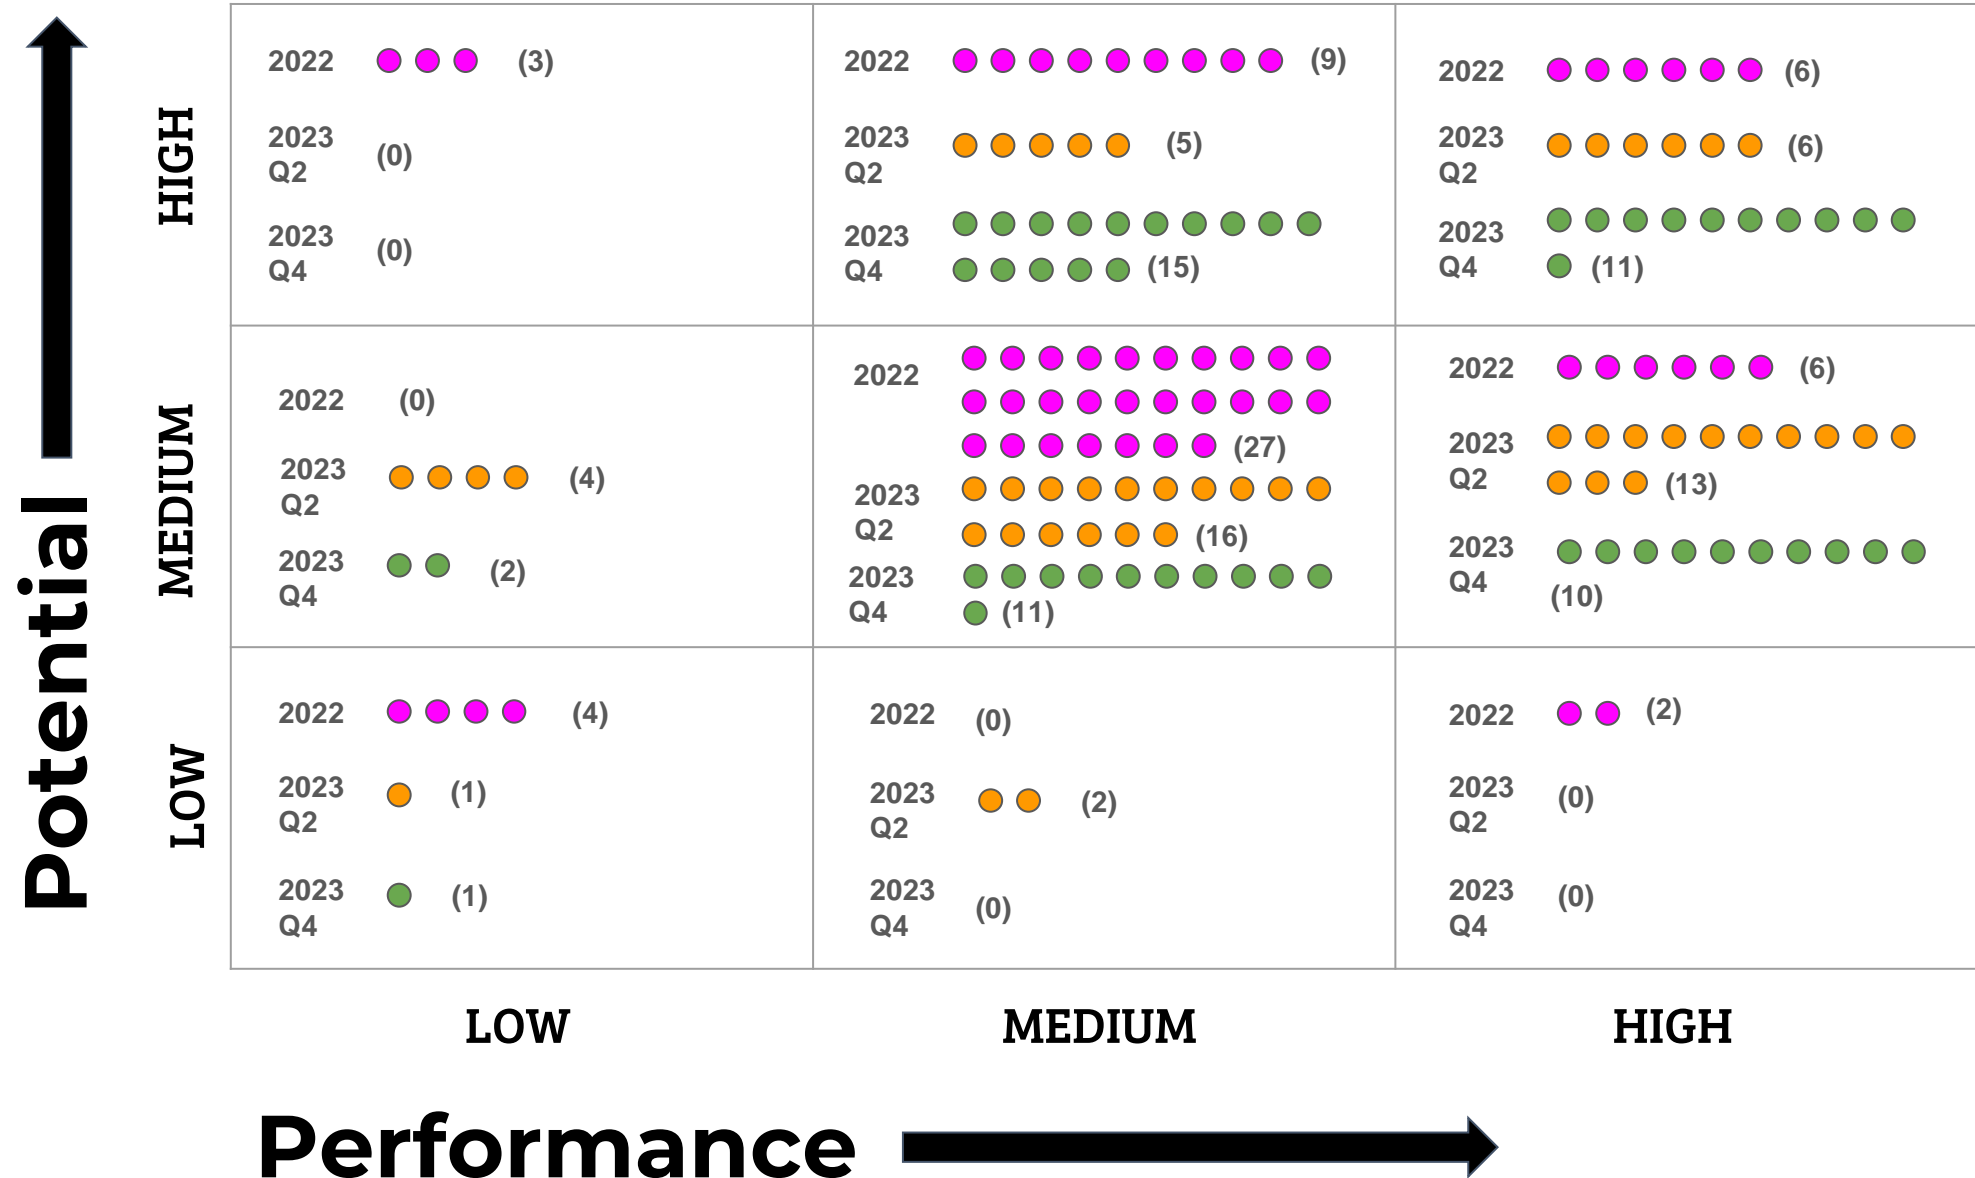 Potential
HIGH
2022 (3)
2023
Q2 (0)
2023
Q4 (0)
2022 (9)
2023 (5)
Q2
2023
Q4 (15)
2022 (6)
2023
Q2 (6)
2023
Q4 (11)
MEDIUM
2022 (0)
2023
Q2 (4)
2023
Q4 (2)
2022
(27)
2023
Q2 (16)
2023
Q4 (11)
2022 (6)
2023
Q2 (13)
2023
Q4
(10)
LOW
2022 (4)
2023 (1)
Q2
2023 (1)
Q4
2022 (0)
2023 (2)
Q2
2023
Q4 (0)
2022 (2)
2023 (0)
Q2
2023 (0)
Q4
LOW
MEDIUM
HIGH
Performance